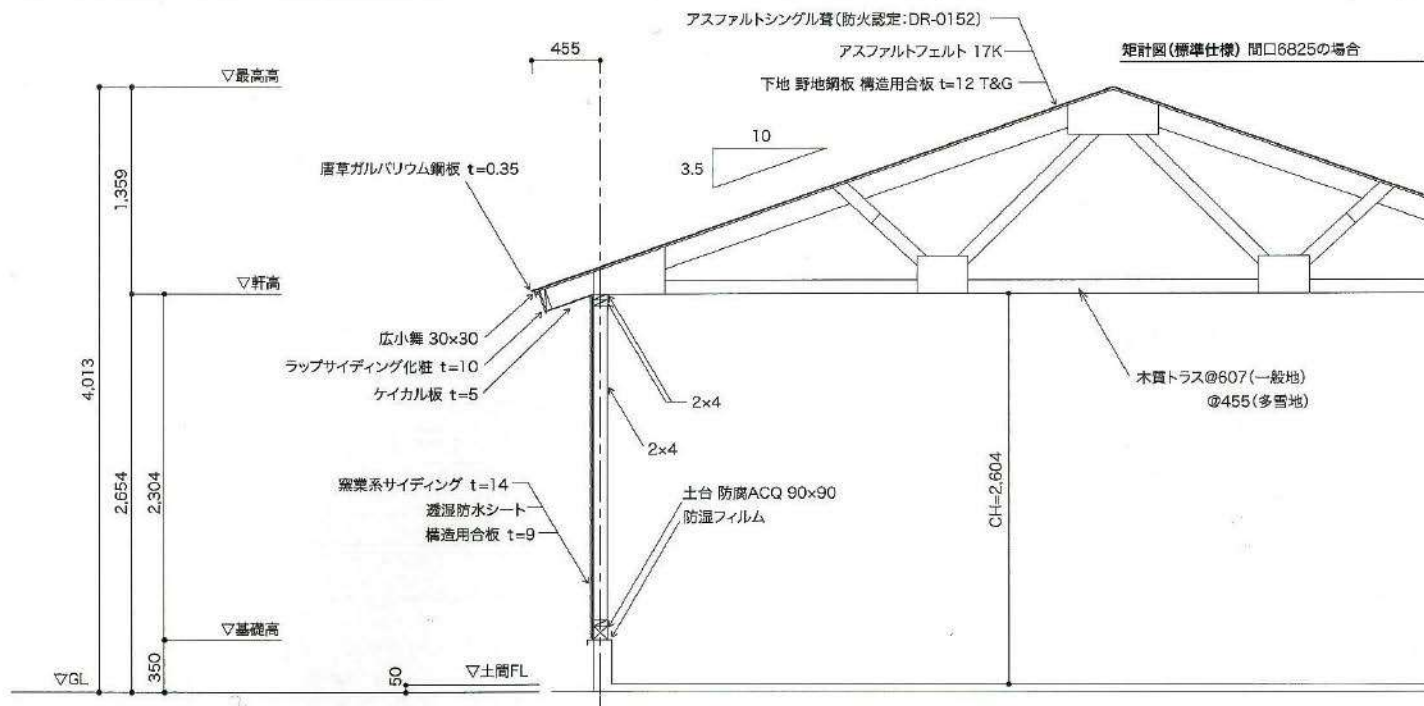 アスファルトシングル葺(防火認定:DR-0152)
アスファルトフェルト 17K
下地 野地鋼板 構造用合板 t=12 T&G
矩計図(標準仕様) 間口6825の場合
455
▽最高高
10
3.5
唐草ガルバリウム鋼板 t=0.35
1,359
▽軒高
広小舞 30×30
ラップサイディング化粧 t=10
ケイカル板 t=5
4,013
2×4
2×4
木質トラス@607(一般地)
@455(多雪地)
2,654
2,304
窯業系サイディング t=14
透湿防水シート
構造用合板 t=9
土台 防腐ACQ 90×90
防湿フィルム
CH=2,604
▽基礎高
350
50
▽土間FL
▽GL